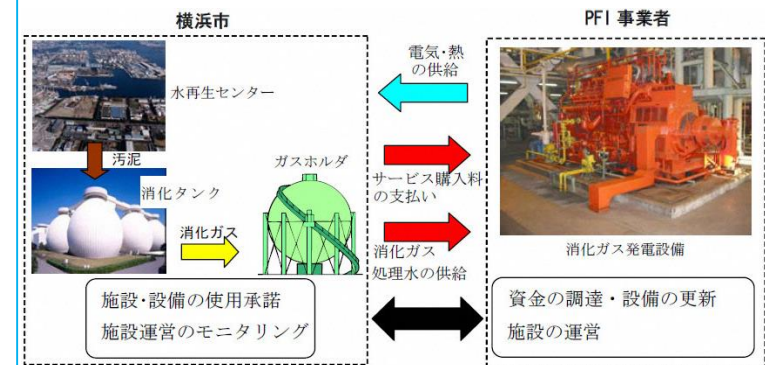 横浜市
PFI 事業者
水再生センター
汚泥
消化タンク
消化ガス
ガスホルダ
電気・熱
の供給
サービス購入料
の支払い
消化ガス
処理水の供給
消化ガス発電設備
施設・設備の使用承諾
施設運営のモニタリング
資金の調達・設備の更新
施設の運営